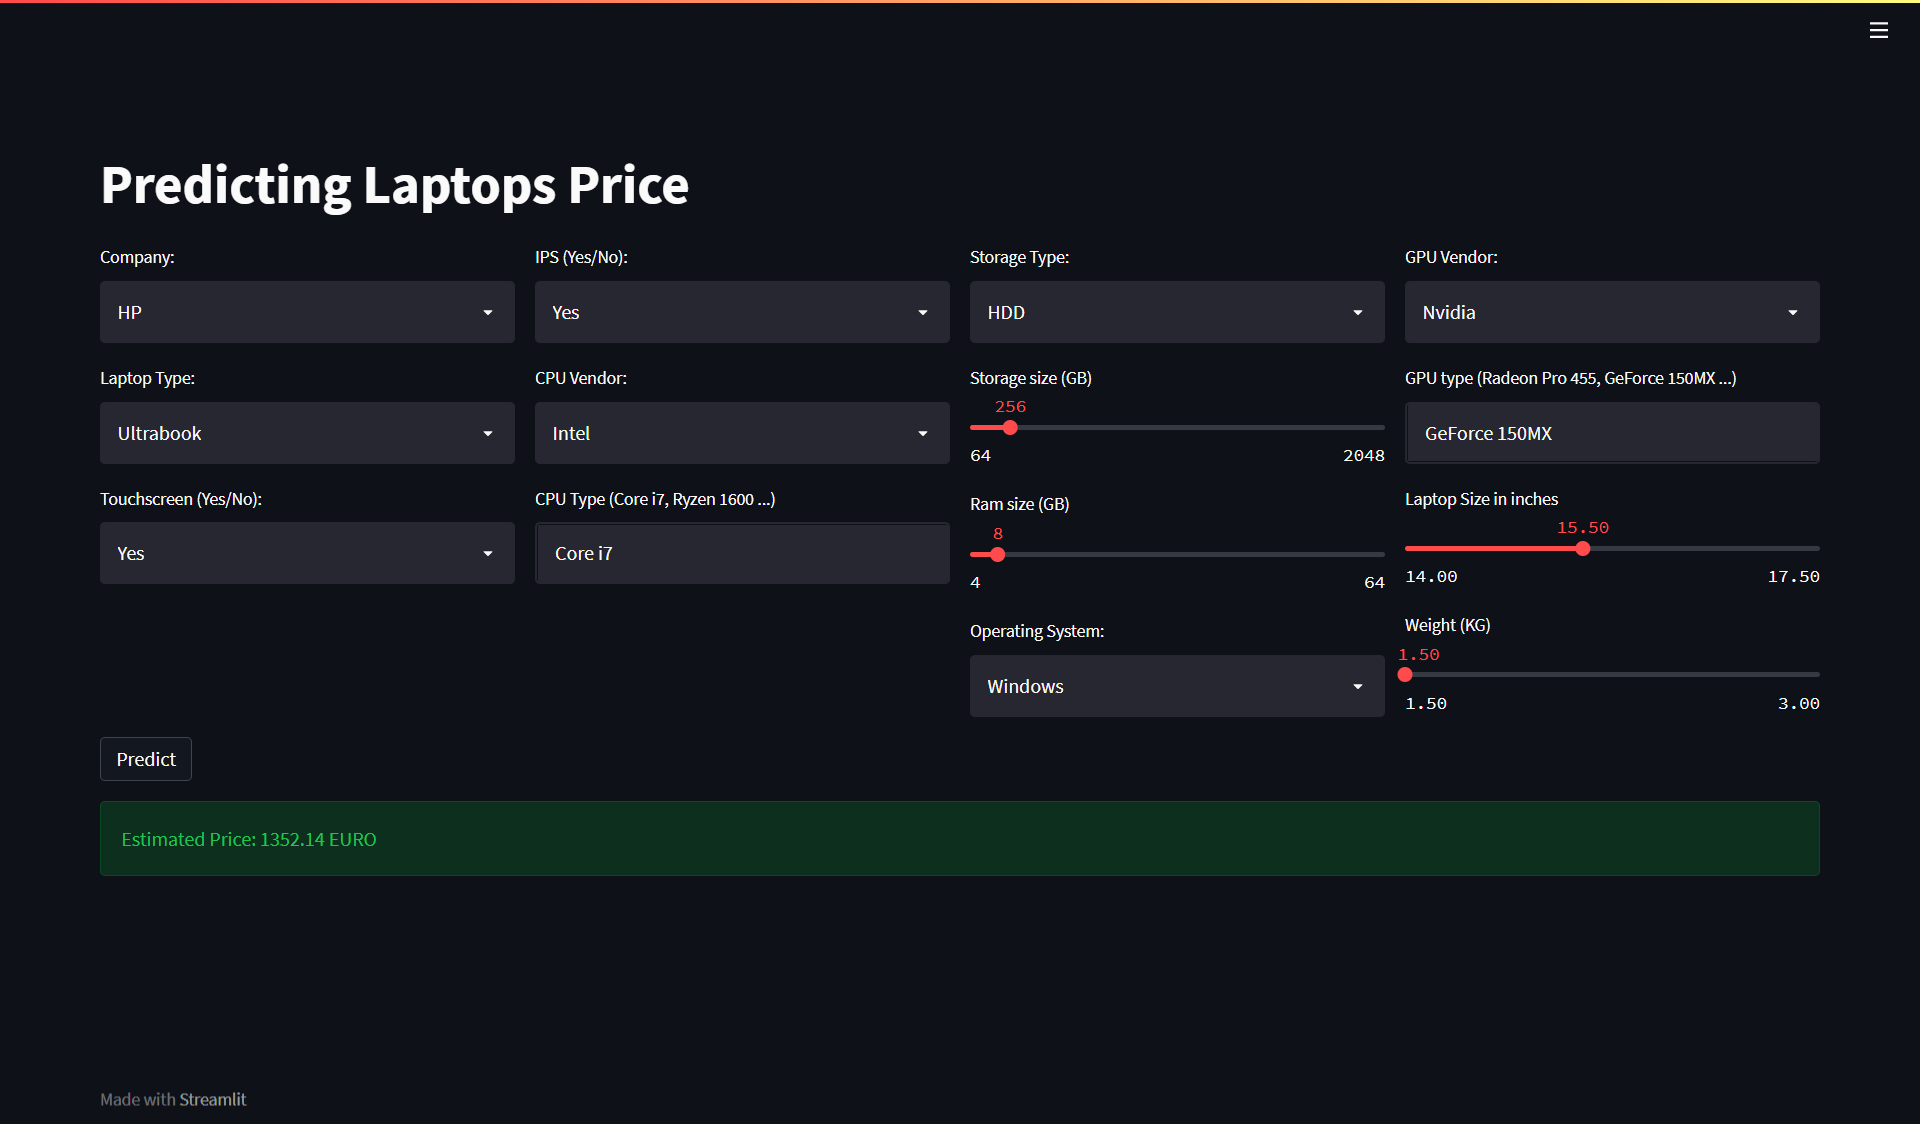 Predicting Laptops Price
Company:
HP
Laptop Type:
Ultrabook
Touchscreen (Yes/No):
Yes
IPS (Yes/No):
Yes
CPU Vendor:
Intel
CPU Type (Core i7, Ryzen 1600 ...)
Core i7
Storage Type:
HDD
Storage size (GB)
256
64 2048
Ram size (GB)
8
4 64
Operating System:
Windows
GPU Vendor:
Nvidia
GPU type (Radeon Pro 455, GeForce 150MX ...)
GeForce 150MX
Laptop Size in inches
15.50
14.00 17.50
Weight (KG)
1.50
1.50 3.00
Predict
Estimated Price: 1352.14 EURO
Made with Streamlit